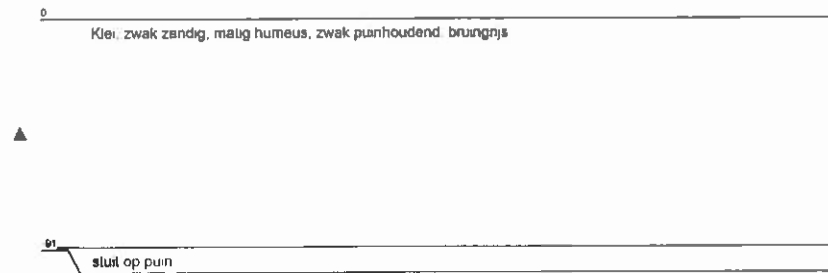 0
Klei, zwak zandig, matig humeus, zwak puinhoudend, bruingrijs
91
stuit op puin